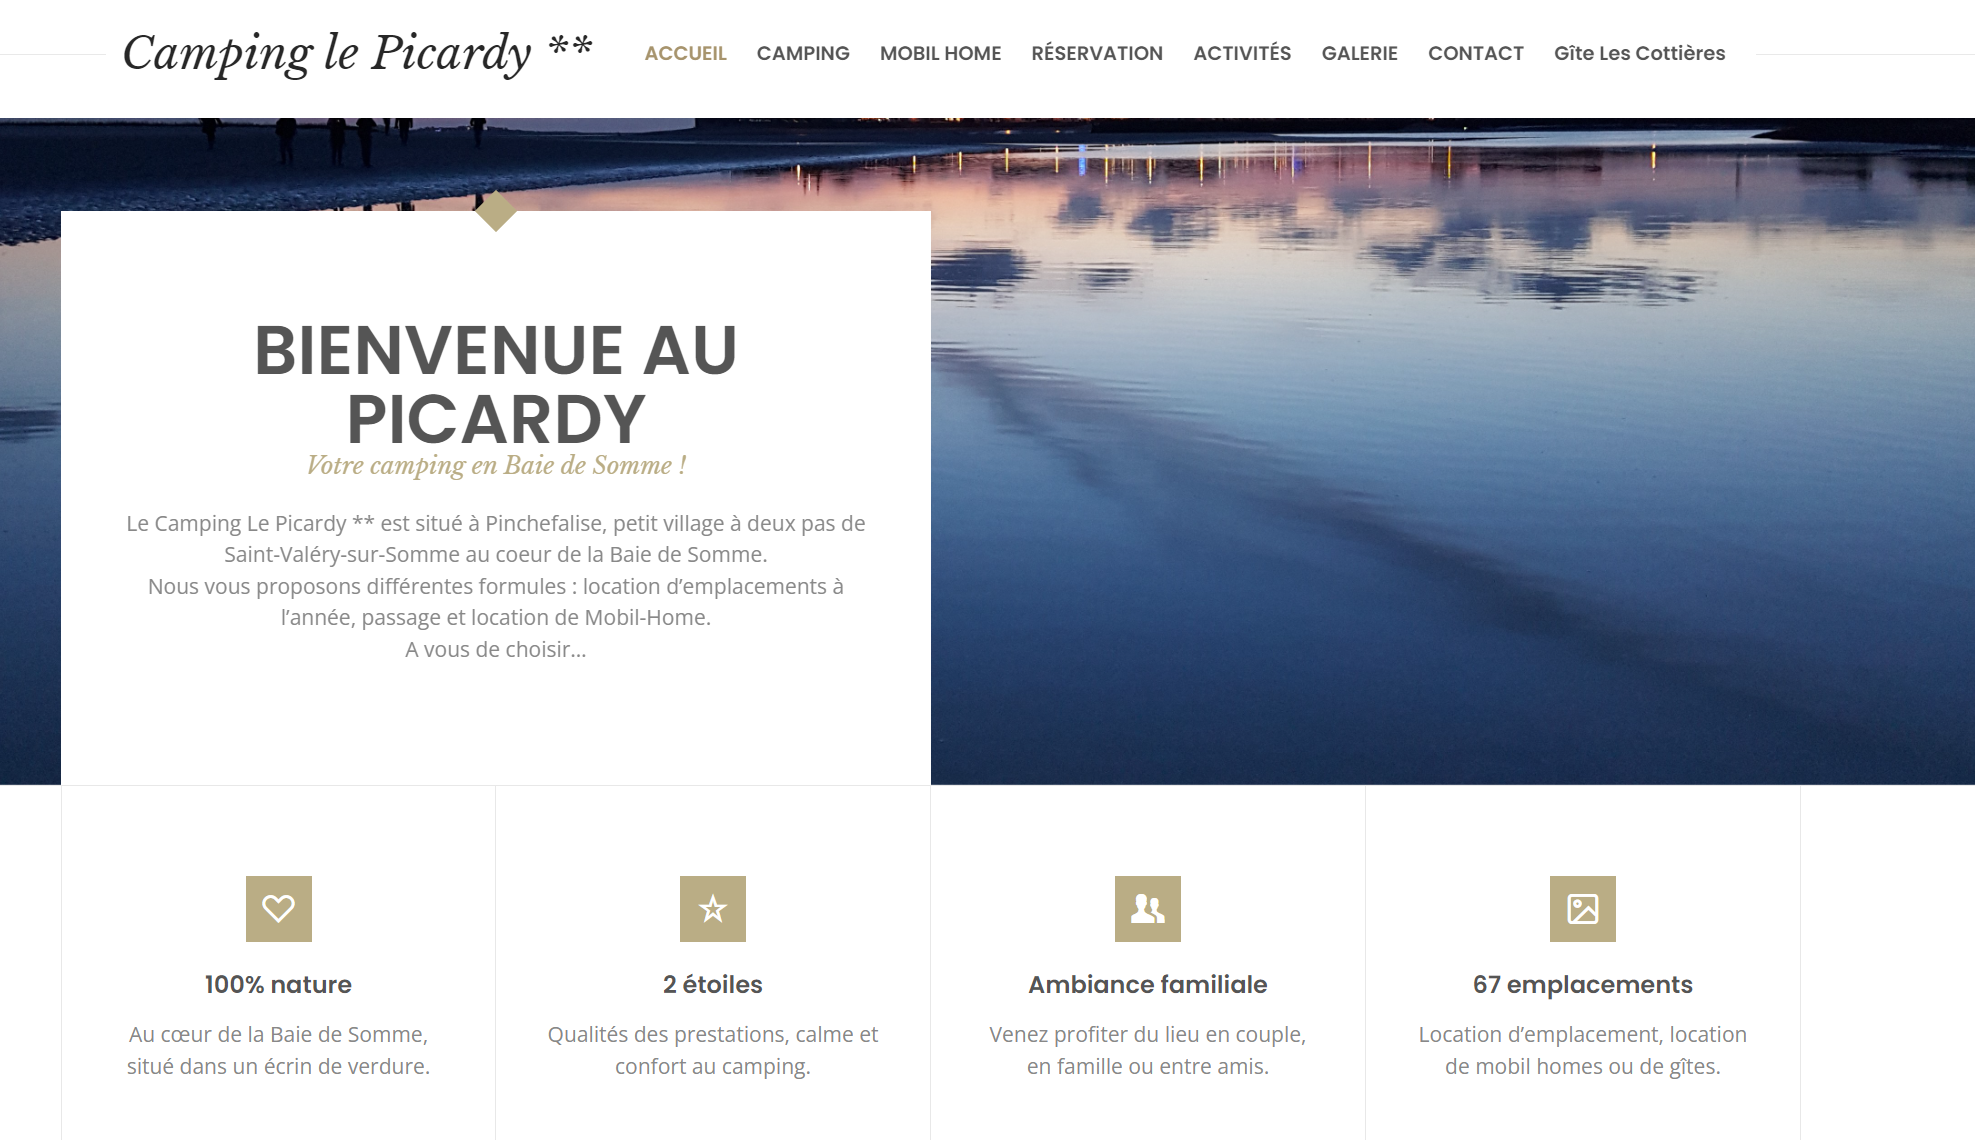 Camping le Picardy **
ACCUEIL CAMPING MOBIL HOME RÉSERVATION ACTIVITÉS GALERIE CONTACT Gîte Les Cottières
BIENVENUE AU
PICARDY
Votre camping en Baie de Somme !
Le Camping Le Picardy ** est situé à Pinchefalise, petit village à deux pas de
Saint-Valéry-sur-Somme au coeur de la Baie de Somme.
Nous vous proposons différentes formules : location d’emplacements à
l’année, passage et location de Mobil-Home.
A vous de choisir...
100% nature
Au cœur de la Baie de Somme,
situé dans un écrin de verdure.
2 étoiles
Qualités des prestations, calme et
confort au camping.
Ambiance familiale
Venez profiter du lieu en couple,
en famille ou entre amis.
67 emplacements
Location d’emplacement, location
de mobil homes ou de gîtes.